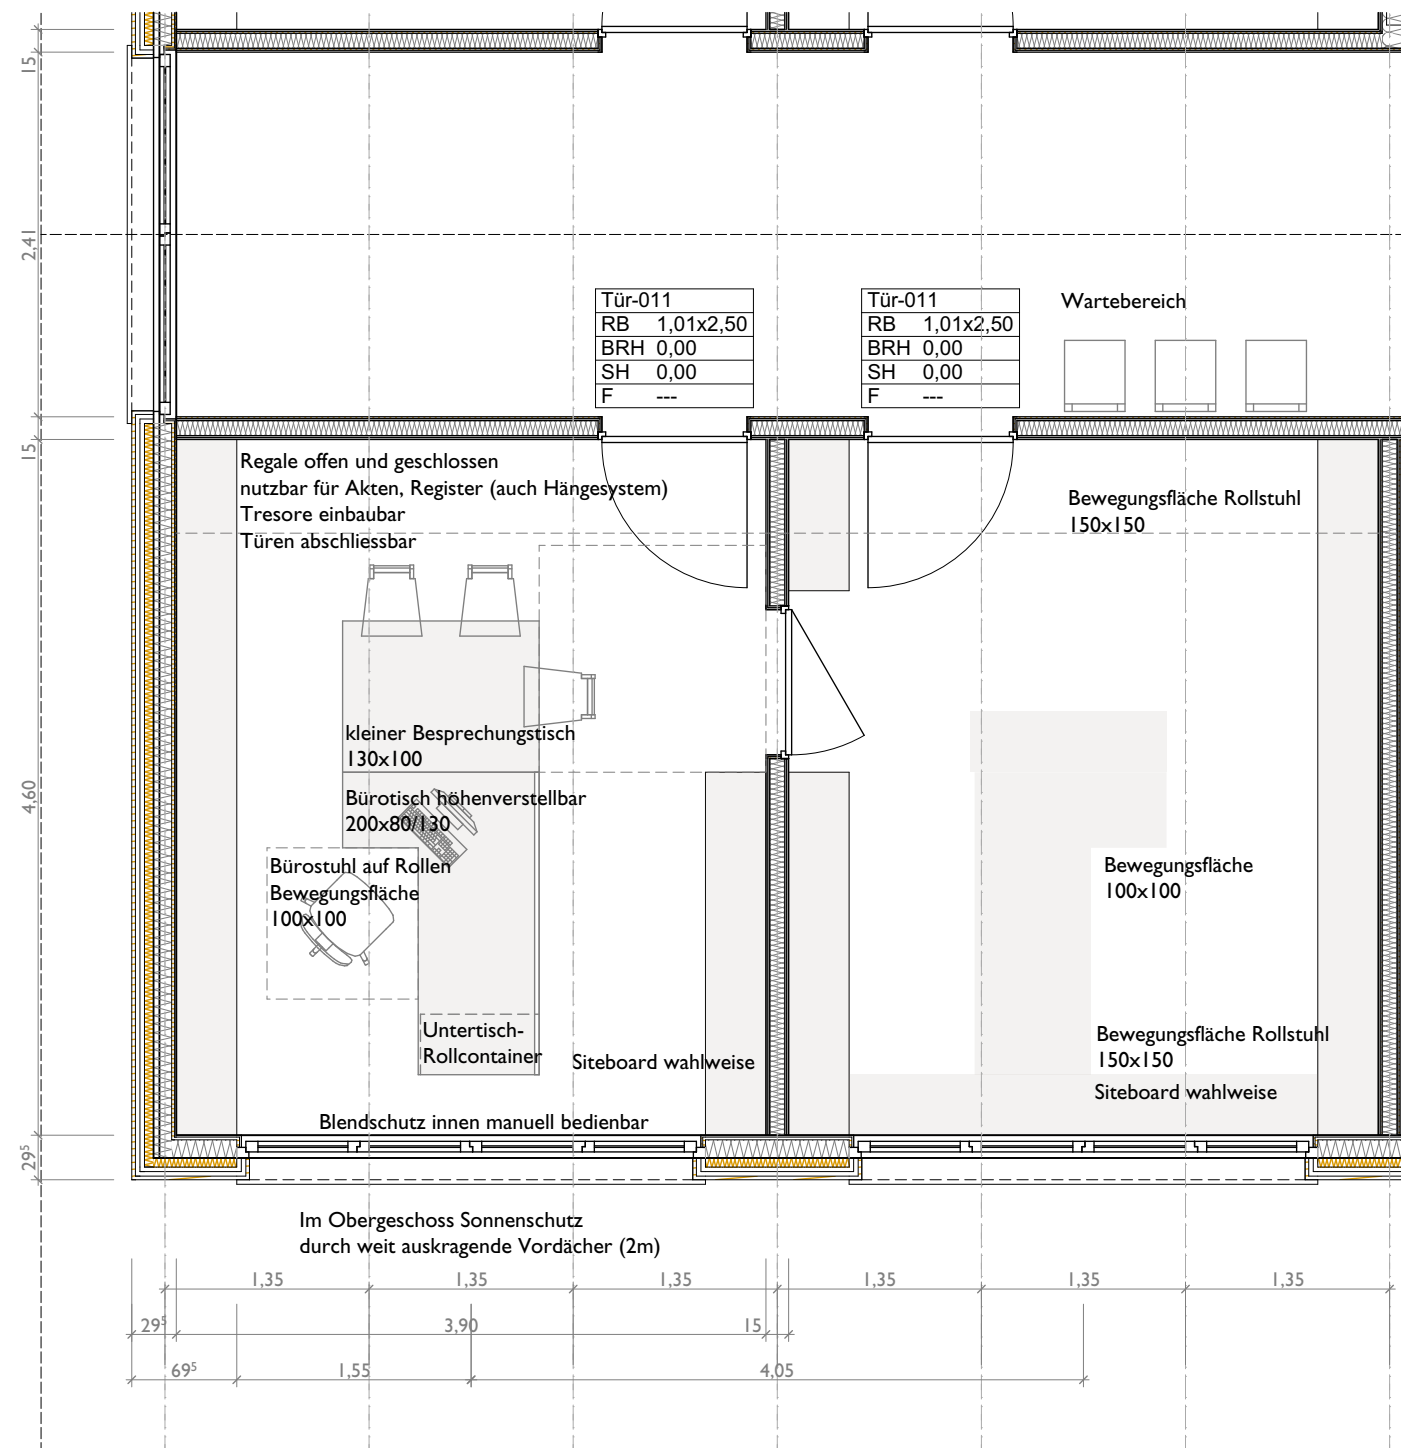 15
2,41
Tür-011
RB 1,01x2,50
BRH 0,00
SH 0,00
F ---
Tür-011
RB 1,01x2,50
BRH 0,00
SH 0,00
F ---
Wartebereich
15
Regale offen und geschlossen
nutzbar für Akten, Register (auch Hängesystem)
Tresore einbaubar
Türen abschliessbar
Bewegungsfläche Rollstuhl
150x150
4,60
kleiner Besprechungstisch
130x100
Bürotisch höhenverstellbar
200x80/130
Bürostuhl auf Rollen
Bewegungsfläche
100x100
Bewegungsfläche
100x100
Untertisch-
Rollcontainer
Siteboard wahlweise
Bewegungsfläche Rollstuhl
150x150
Siteboard wahlweise
Blendschutz innen manuell bedienbar
29⁵
Im Obergeschoss Sonnenschutz
durch weit auskragende Vordächer (2m)
1,35 1,35 1,35 1,35 1,35 1,35
29⁵ 3,90 15
69⁵ 1,55 4,05